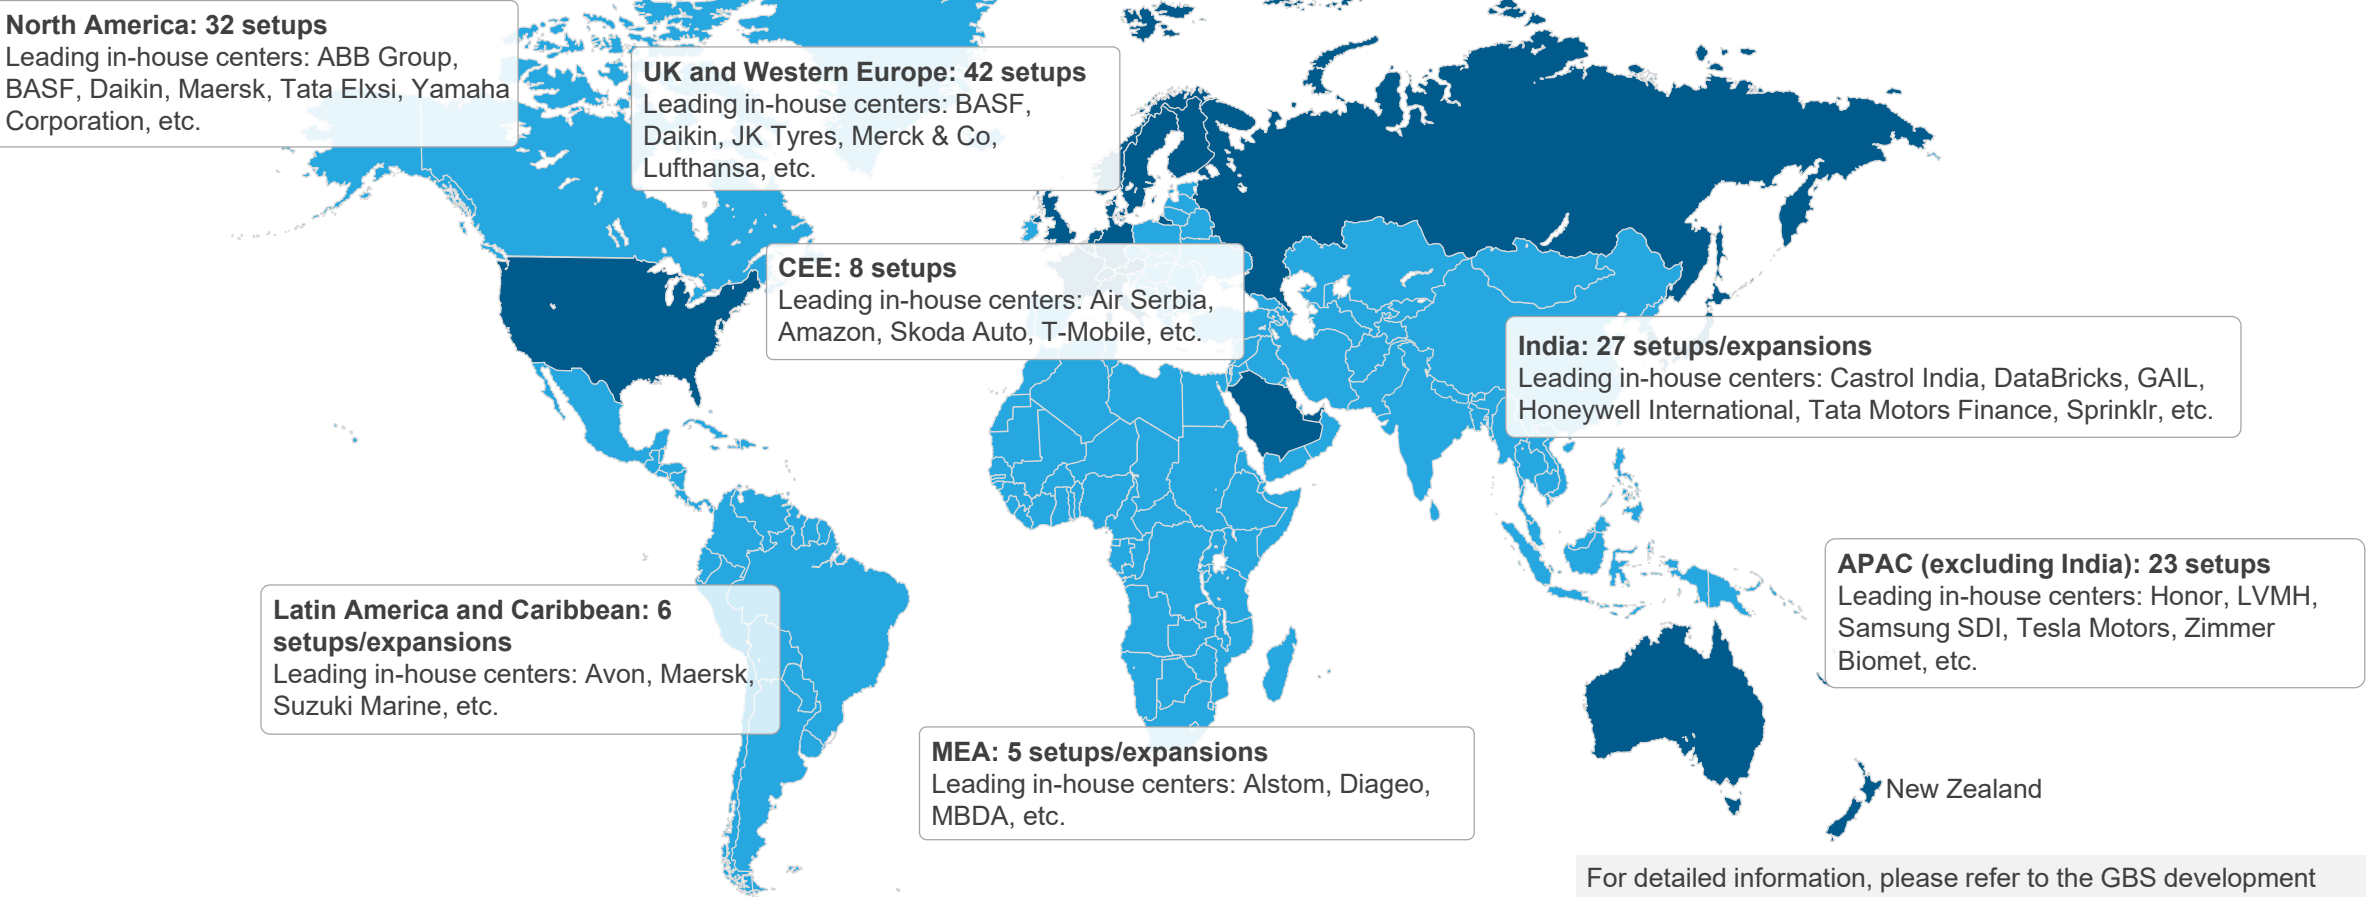 North America: 32 setups
Leading in-house centers: ABB Group,
BASF, Daikin, Maersk, Tata Elxsi, Yamaha
Corporation, etc.
UK and Western Europe: 42 setups
Leading in-house centers: BASF,
Daikin, JK Tyres, Merck & Co,
Lufthansa, etc.
CEE: 8 setups
Leading in-house centers: Air Serbia,
Amazon, Skoda Auto, T-Mobile, etc.
India: 27 setups/expansions
Leading in-house centers: Castrol India, DataBricks, GAIL,
Honeywell International, Tata Motors Finance, Sprinklr, etc.
APAC (excluding India): 23 setups
Leading in-house centers: Honor, LVMH,
Samsung SDI, Tesla Motors, Zimmer
Biomet, etc.
Latin America and Caribbean: 6
setups/expansions
Leading in-house centers: Avon, Maersk,
Suzuki Marine, etc.
MEA: 5 setups/expansions
Leading in-house centers: Alstom, Diageo,
MBDA, etc.
New Zealand
For detailed information, please refer to the GBS development